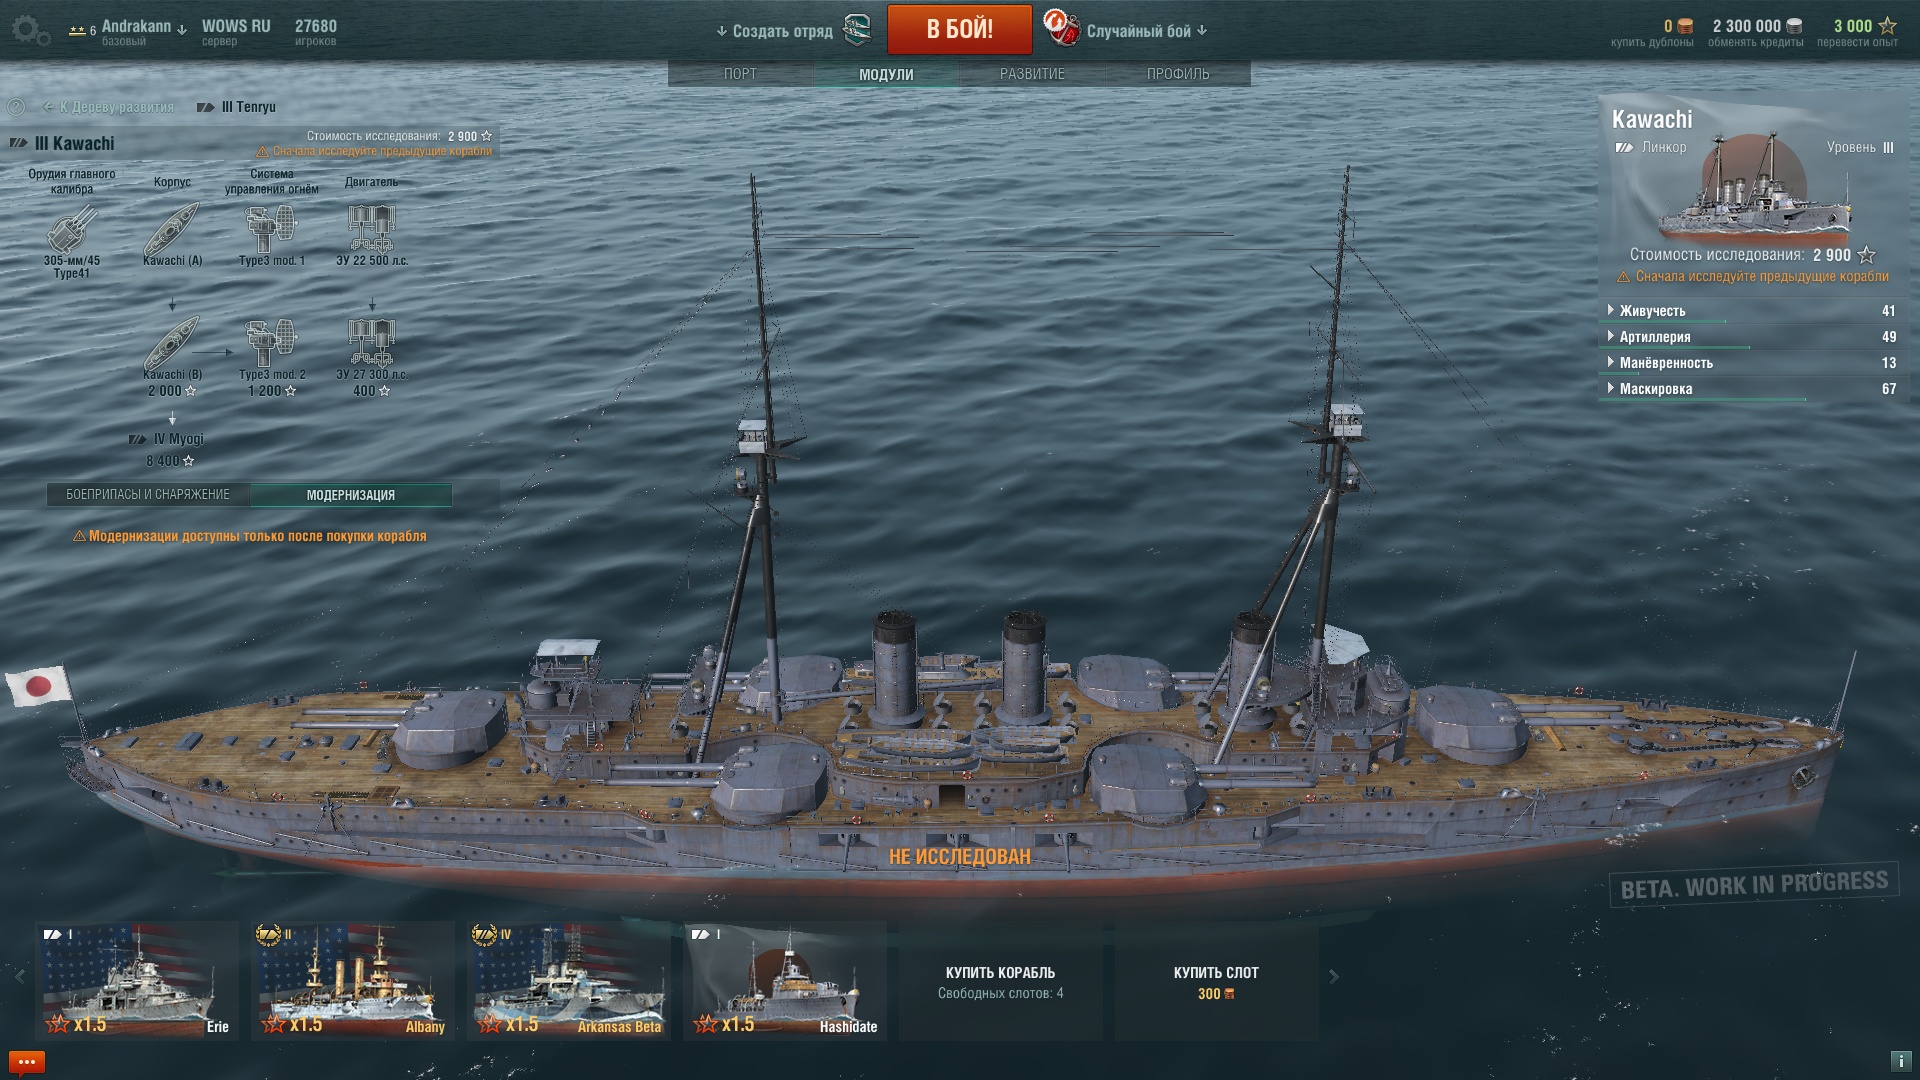 6 Andrakann
базовый
WOWS RU
сервер
27680
игроков
Создать отряд
В БОЙ!
Случайный бой
0
купить дублоны
2 300 000
обменять кредиты
3 000
перевести опыт
ПОРТ
МОДУЛИ
РАЗВИТИЕ
ПРОФИЛЬ
К Дереву развития
III Tenryu
III Kawachi
Стоимость исследования: 2 900
Сначала исследуйте предыдущие корабли
Орудия главного
калибра
Корпус
Система
управления огнём
Двигатель
305-мм/45
Type41
Kawachi (A)
Type3 mod. 1
ЭУ 22 500 л.с.
Kawachi (B)
2 000
Type3 mod. 2
1 200
ЭУ 27 300 л.с.
400
IV Myogi
8 400
БОЕПРИПАСЫ И СНАРЯЖЕНИЕ
МОДЕРНИЗАЦИЯ
Модернизации доступны только после покупки корабля
Kawachi
Линкор
Уровень III
Стоимость исследования: 2 900
Сначала исследуйте предыдущие корабли
Живучесть 41
Артиллерия 49
Манёвренность 13
Маскировка 67
НЕ ИССЛЕДОВАН
BETA. WORK IN PROGRESS
I
x1.5
Erie
II
x1.5
Albany
IV
x1.5
Arkansas Beta
I
x1.5
Hashidate
КУПИТЬ КОРАБЛЬ
Свободных слотов: 4
КУПИТЬ СЛОТ
300